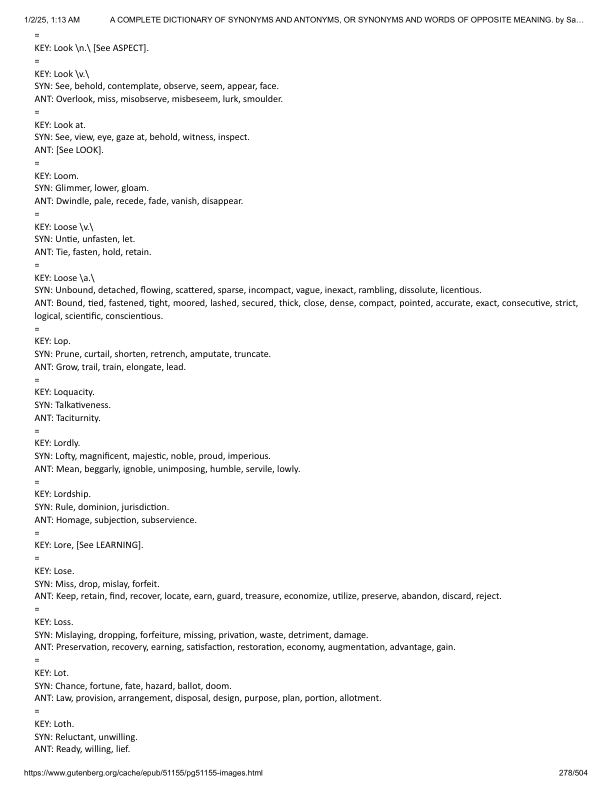 1/2/25, 1:13 AM A COMPLETE DICTIONARY OF SYNONYMS AND ANTONYMS, OR SYNONYMS AND WORDS OF OPPOSITE MEANING. by Sa…
=
KEY: Look \n.\ [See ASPECT].
=
KEY: Look \v.\
SYN: See, behold, contemplate, observe, seem, appear, face.
ANT: Overlook, miss, misobserve, misbeseem, lurk, smoulder.
=
KEY: Look at.
SYN: See, view, eye, gaze at, behold, witness, inspect.
ANT: [See LOOK].
=
KEY: Loom.
SYN: Glimmer, lower, gloam.
ANT: Dwindle, pale, recede, fade, vanish, disappear.
=
KEY: Loose \v.\
SYN: Untie, unfasten, let.
ANT: Tie, fasten, hold, retain.
=
KEY: Loose \a.\
SYN: Unbound, detached, flowing, scattered, sparse, incompact, vague, inexact, rambling, dissolute, licentious.
ANT: Bound, tied, fastened, tight, moored, lashed, secured, thick, close, dense, compact, pointed, accurate, exact, consecutive, strict,
logical, scientific, conscientious.
=
KEY: Lop.
SYN: Prune, curtail, shorten, retrench, amputate, truncate.
ANT: Grow, trail, train, elongate, lead.
=
KEY: Loquacity.
SYN: Talkativeness.
ANT: Taciturnity.
=
KEY: Lordly.
SYN: Lofty, magnificent, majestic, noble, proud, imperious.
ANT: Mean, beggarly, ignoble, unimposing, humble, servile, lowly.
=
KEY: Lordship.
SYN: Rule, dominion, jurisdiction.
ANT: Homage, subjection, subservience.
=
KEY: Lore, [See LEARNING].
=
KEY: Lose.
SYN: Miss, drop, mislay, forfeit.
ANT: Keep, retain, find, recover, locate, earn, guard, treasure, economize, utilize, preserve, abandon, discard, reject.
=
KEY: Loss.
SYN: Mislaying, dropping, forfeiture, missing, privation, waste, detriment, damage.
ANT: Preservation, recovery, earning, satisfaction, restoration, economy, augmentation, advantage, gain.
=
KEY: Lot.
SYN: Chance, fortune, fate, hazard, ballot, doom.
ANT: Law, provision, arrangement, disposal, design, purpose, plan, portion, allotment.
=
KEY: Loth.
SYN: Reluctant, unwilling.
ANT: Ready, willing, lief.
https://www.gutenberg.org/cache/epub/51155/pg51155-images.html 278/504